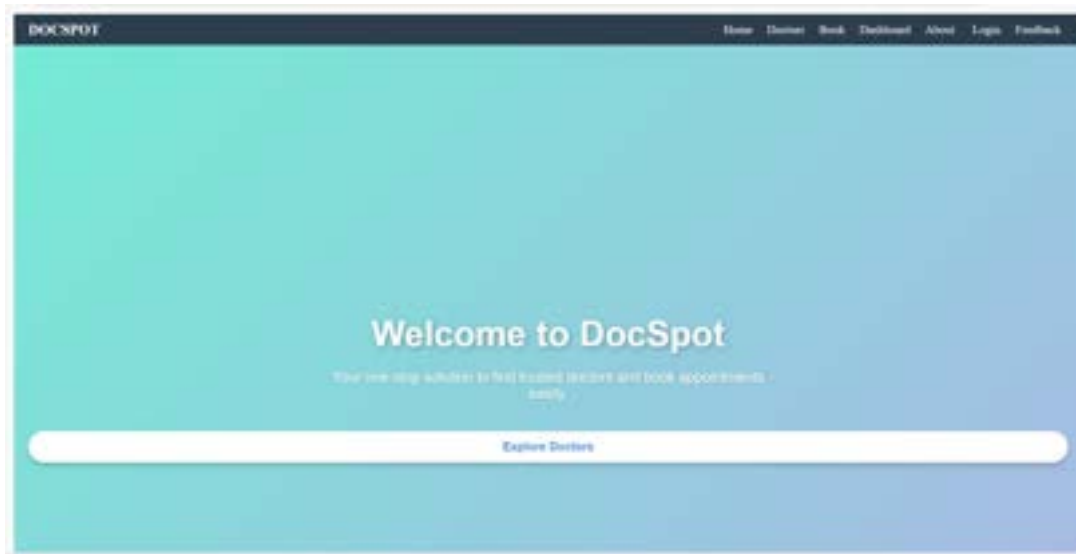 DOCSPOT
Home Doctors Book Dashboard About Login Feedback
Welcome to DocSpot
Your one-stop solution to find trusted doctors and book appointments
easily.
Explore Doctors